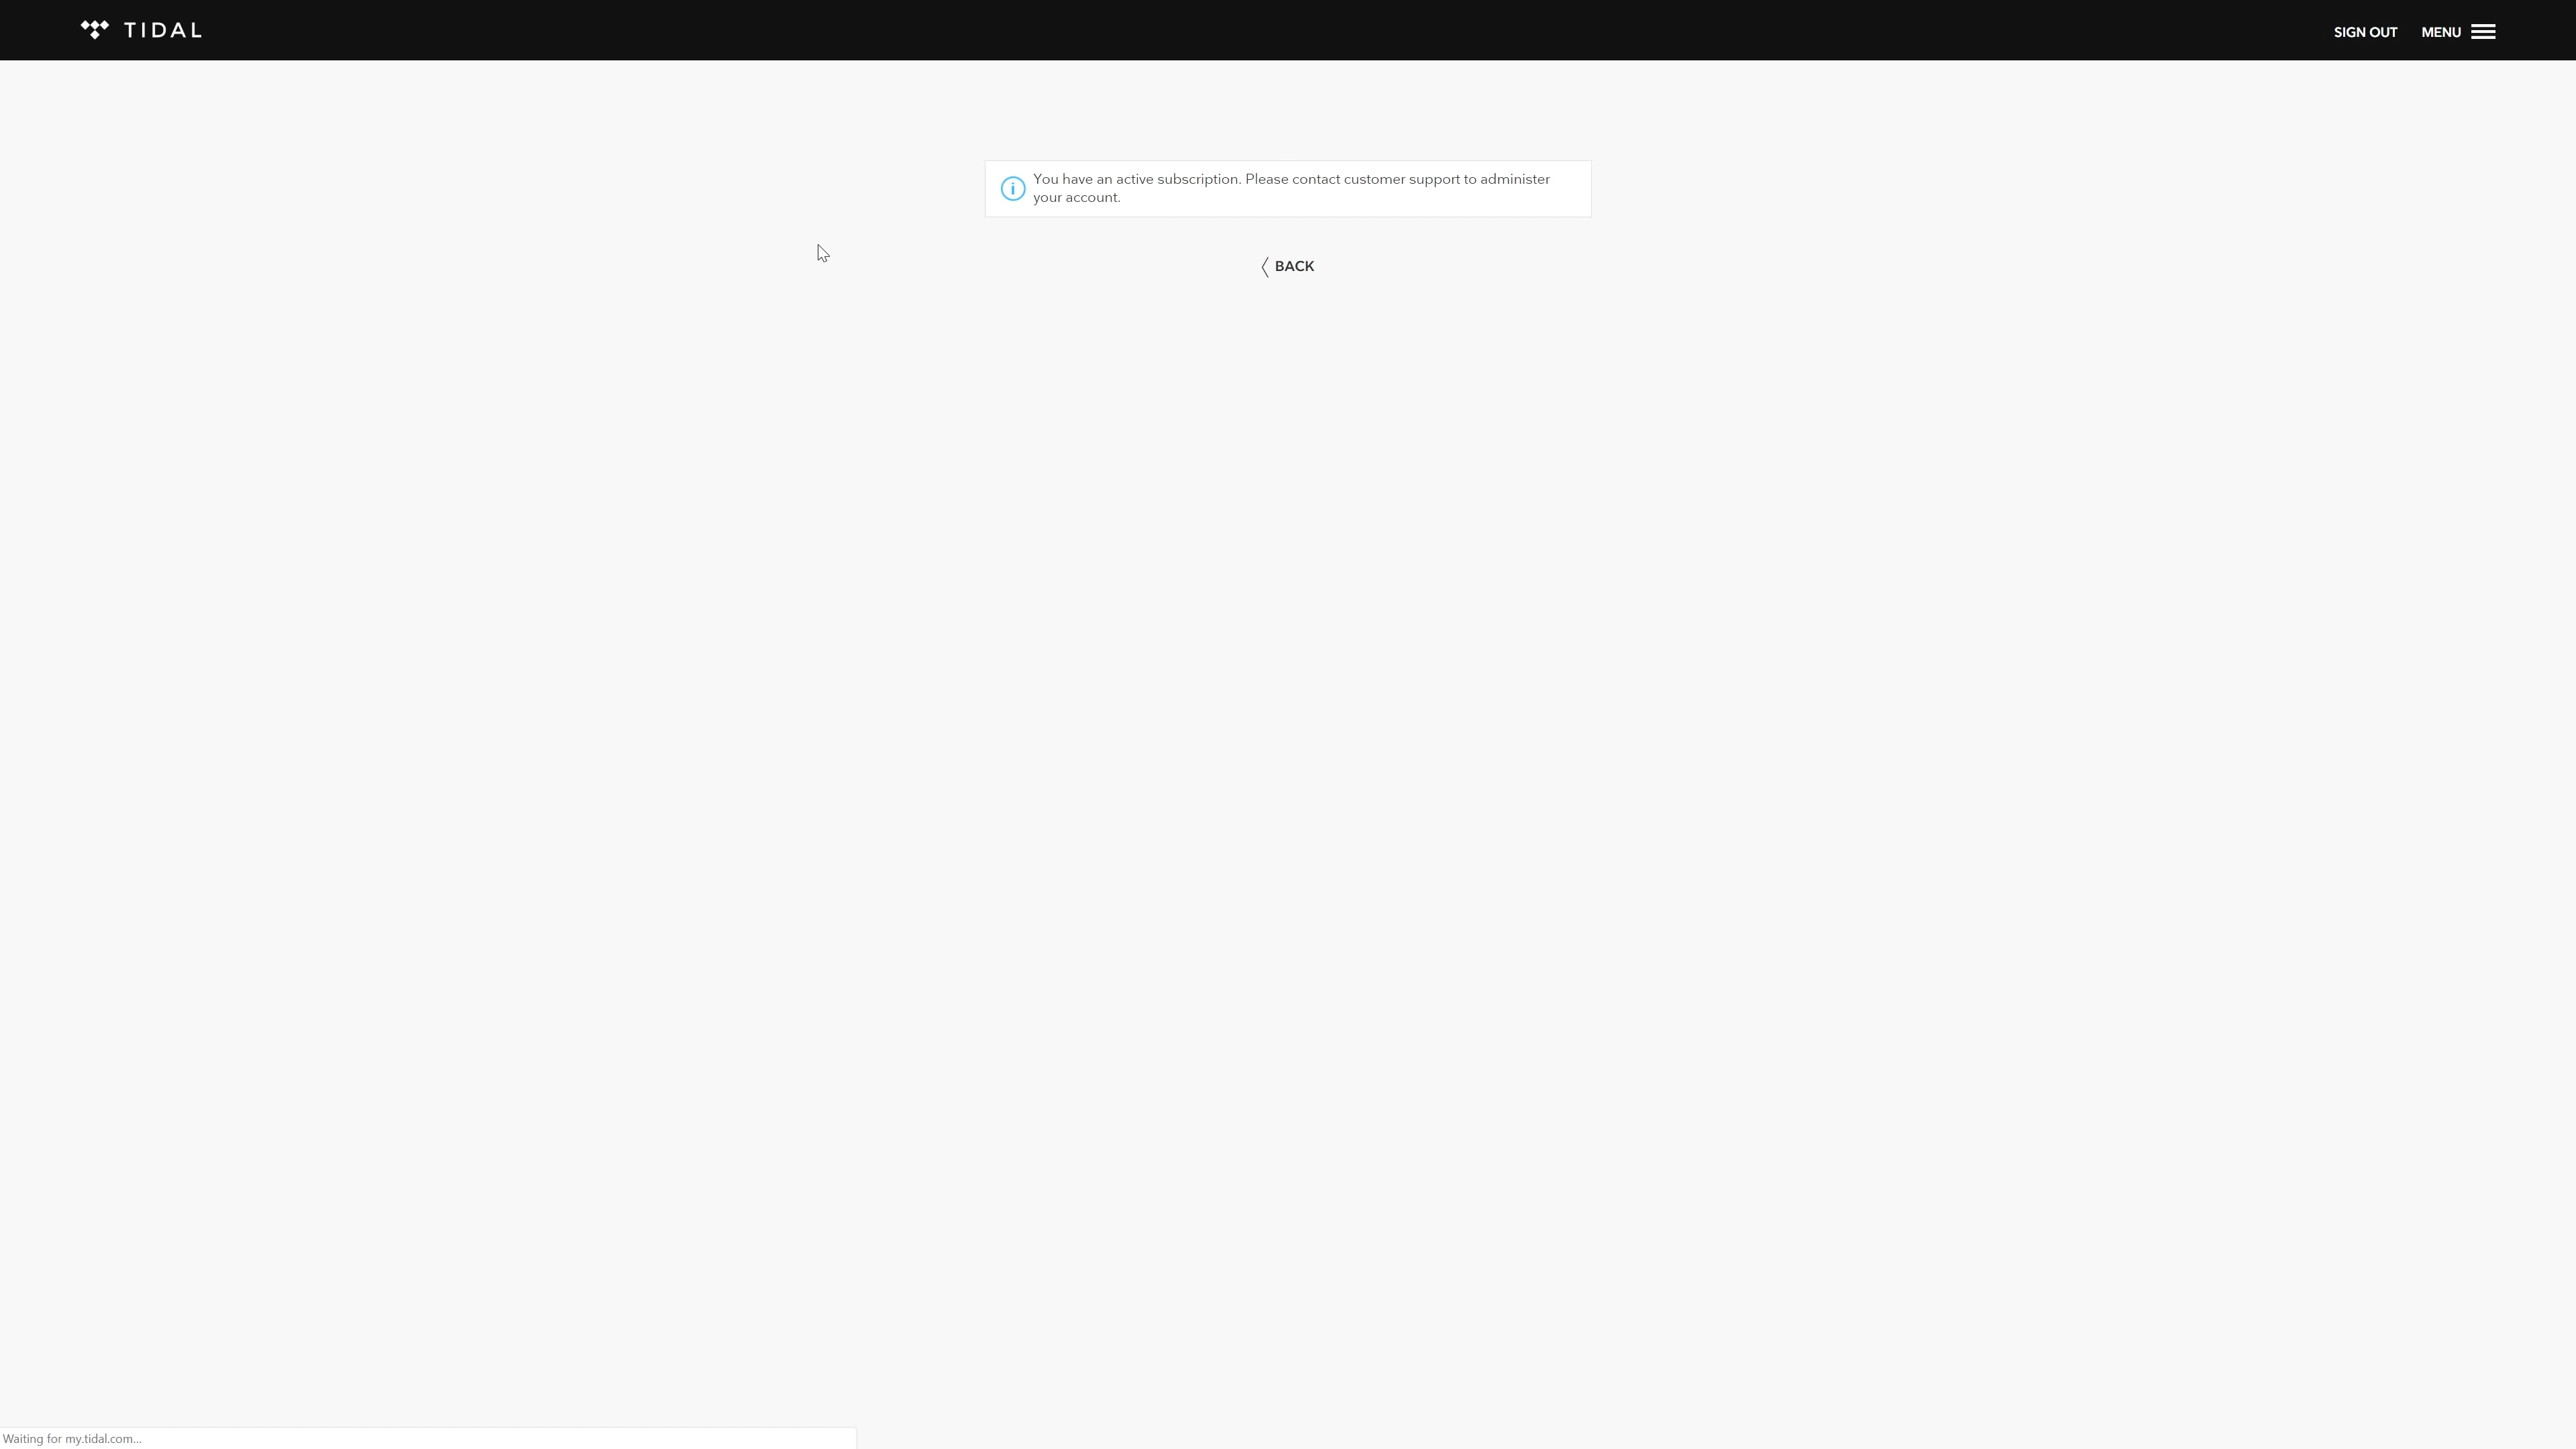 TIDAL
SIGN OUT MENU
You have an active subscription. Please contact customer support to administer
your account.
BACK
Waiting for my.tidal.com...